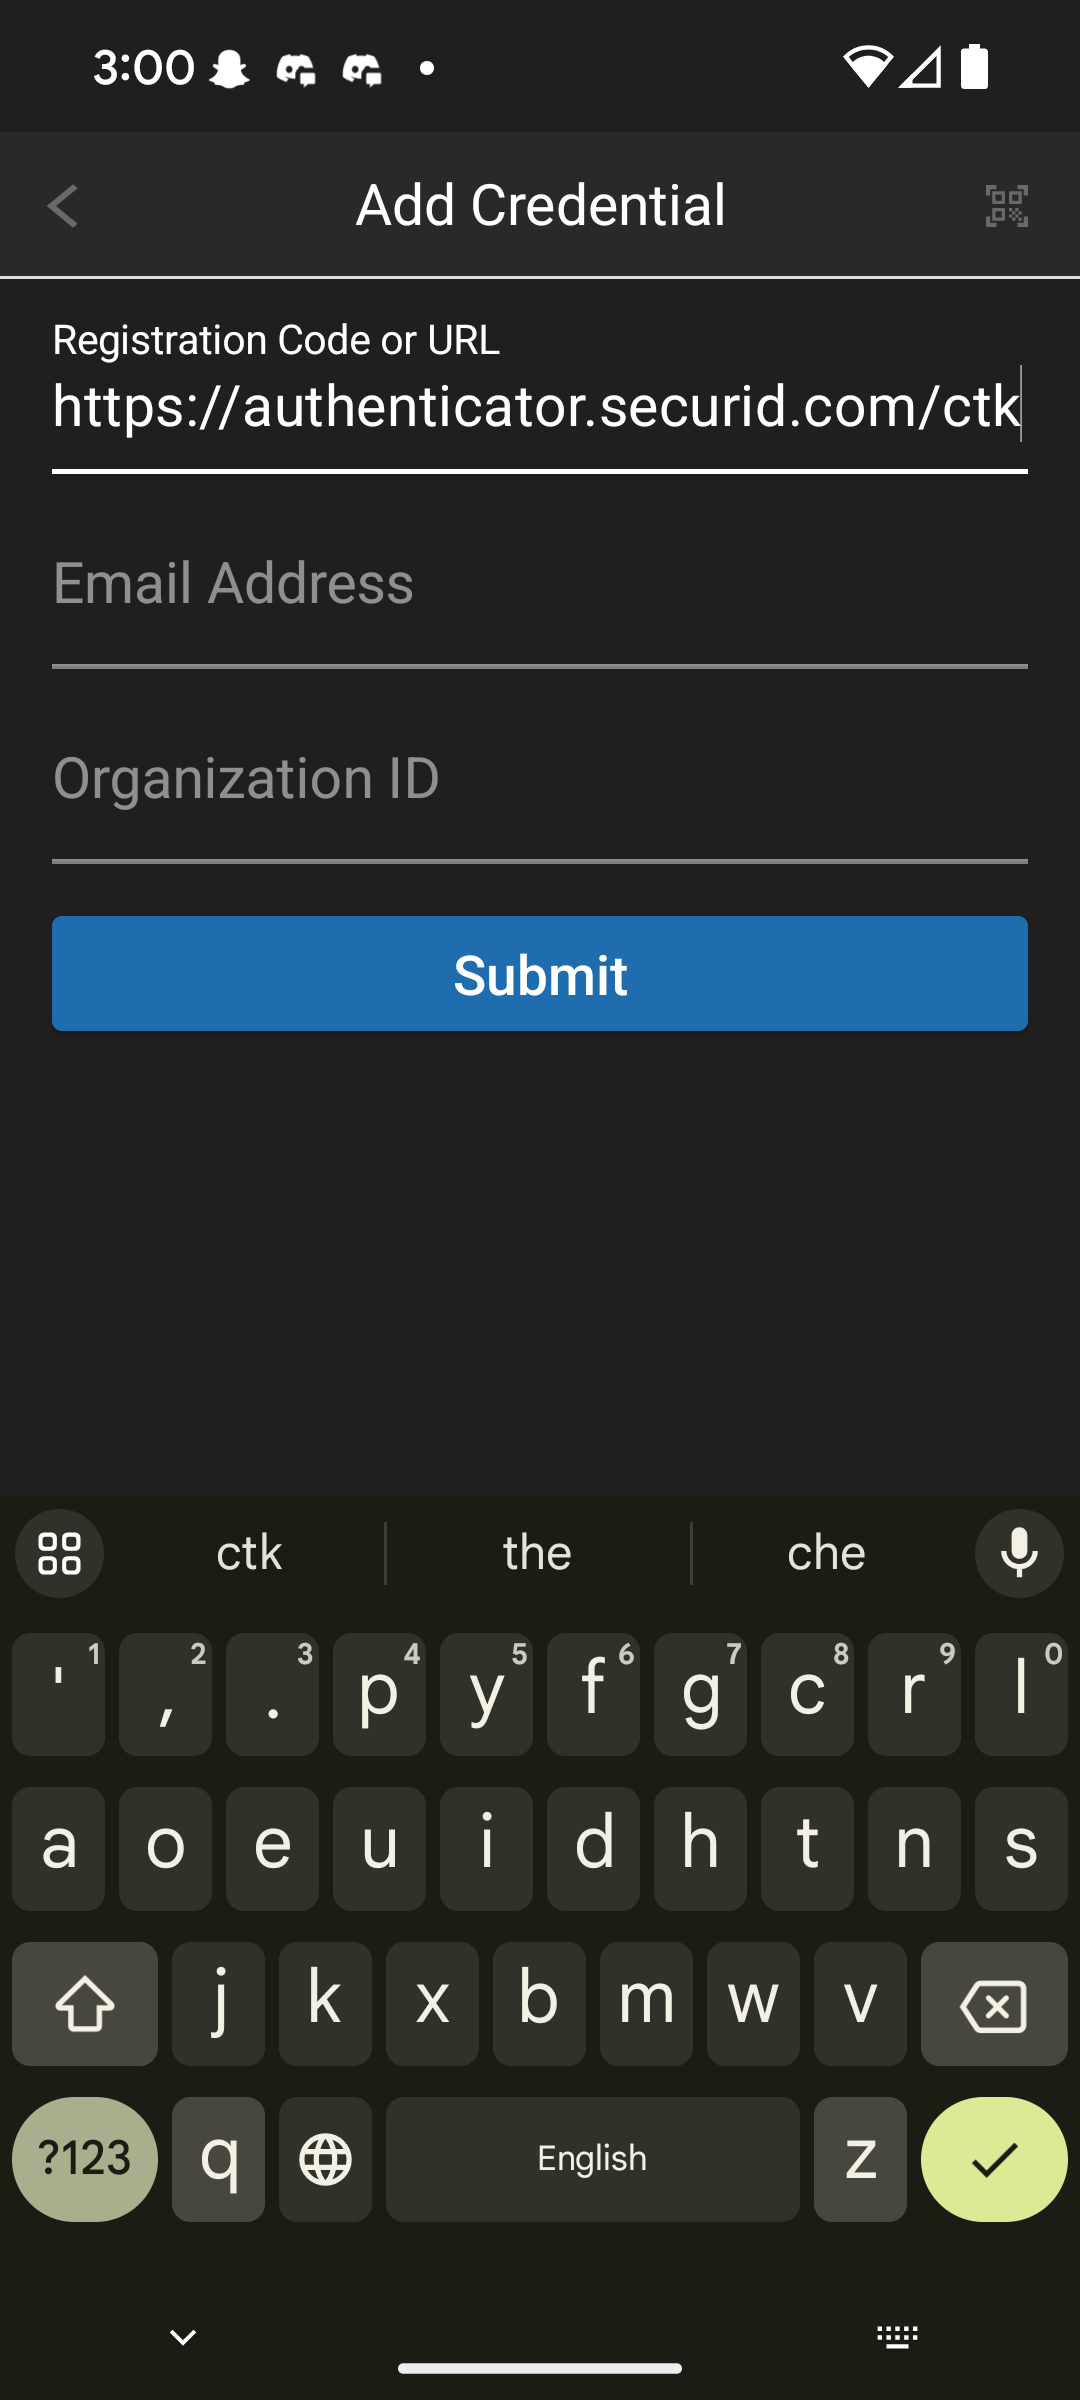 3:00
Add Credential
Registration Code or URL
https://authenticator.securid.com/ctk
Email Address
Organization ID
Submit
ctk the che
' 1 , 2 . 3 p 4 y 5 f 6 g 7 c 8 r 9 l 0
a o e u i d h t n s
j k x b m w v
?123 q English z